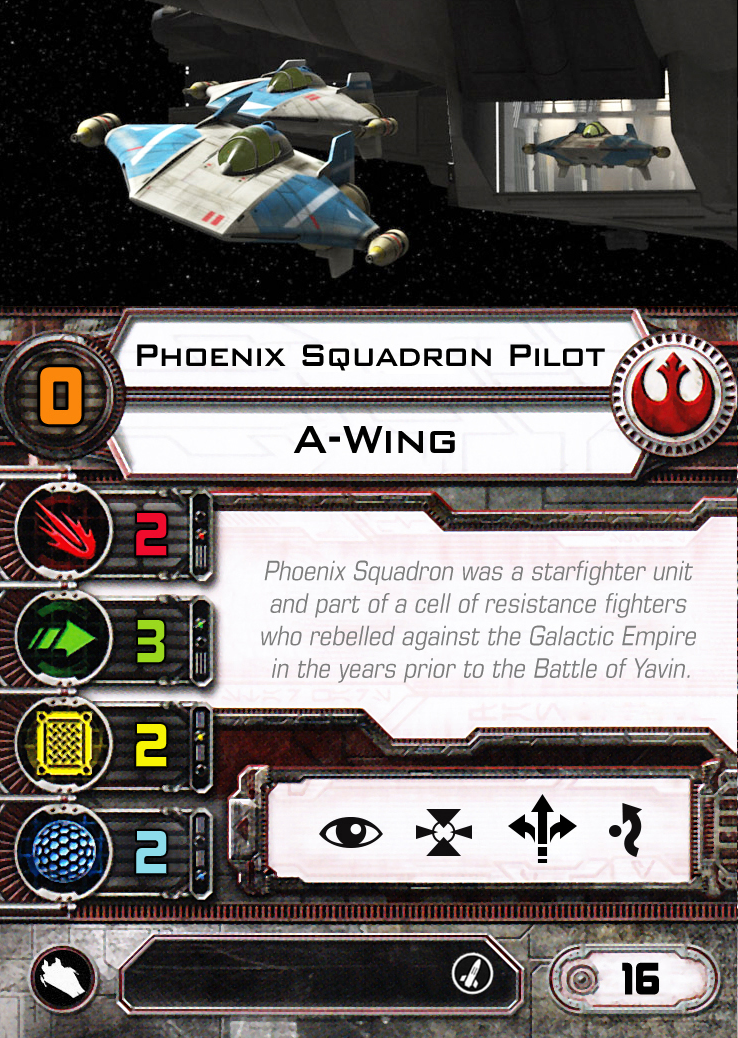 Phoenix Squadron Pilot
0
A-Wing
2
3
2
2
Phoenix Squadron was a starfighter unit
and part of a cell of resistance fighters
who rebelled against the Galactic Empire
in the years prior to the Battle of Yavin.
16